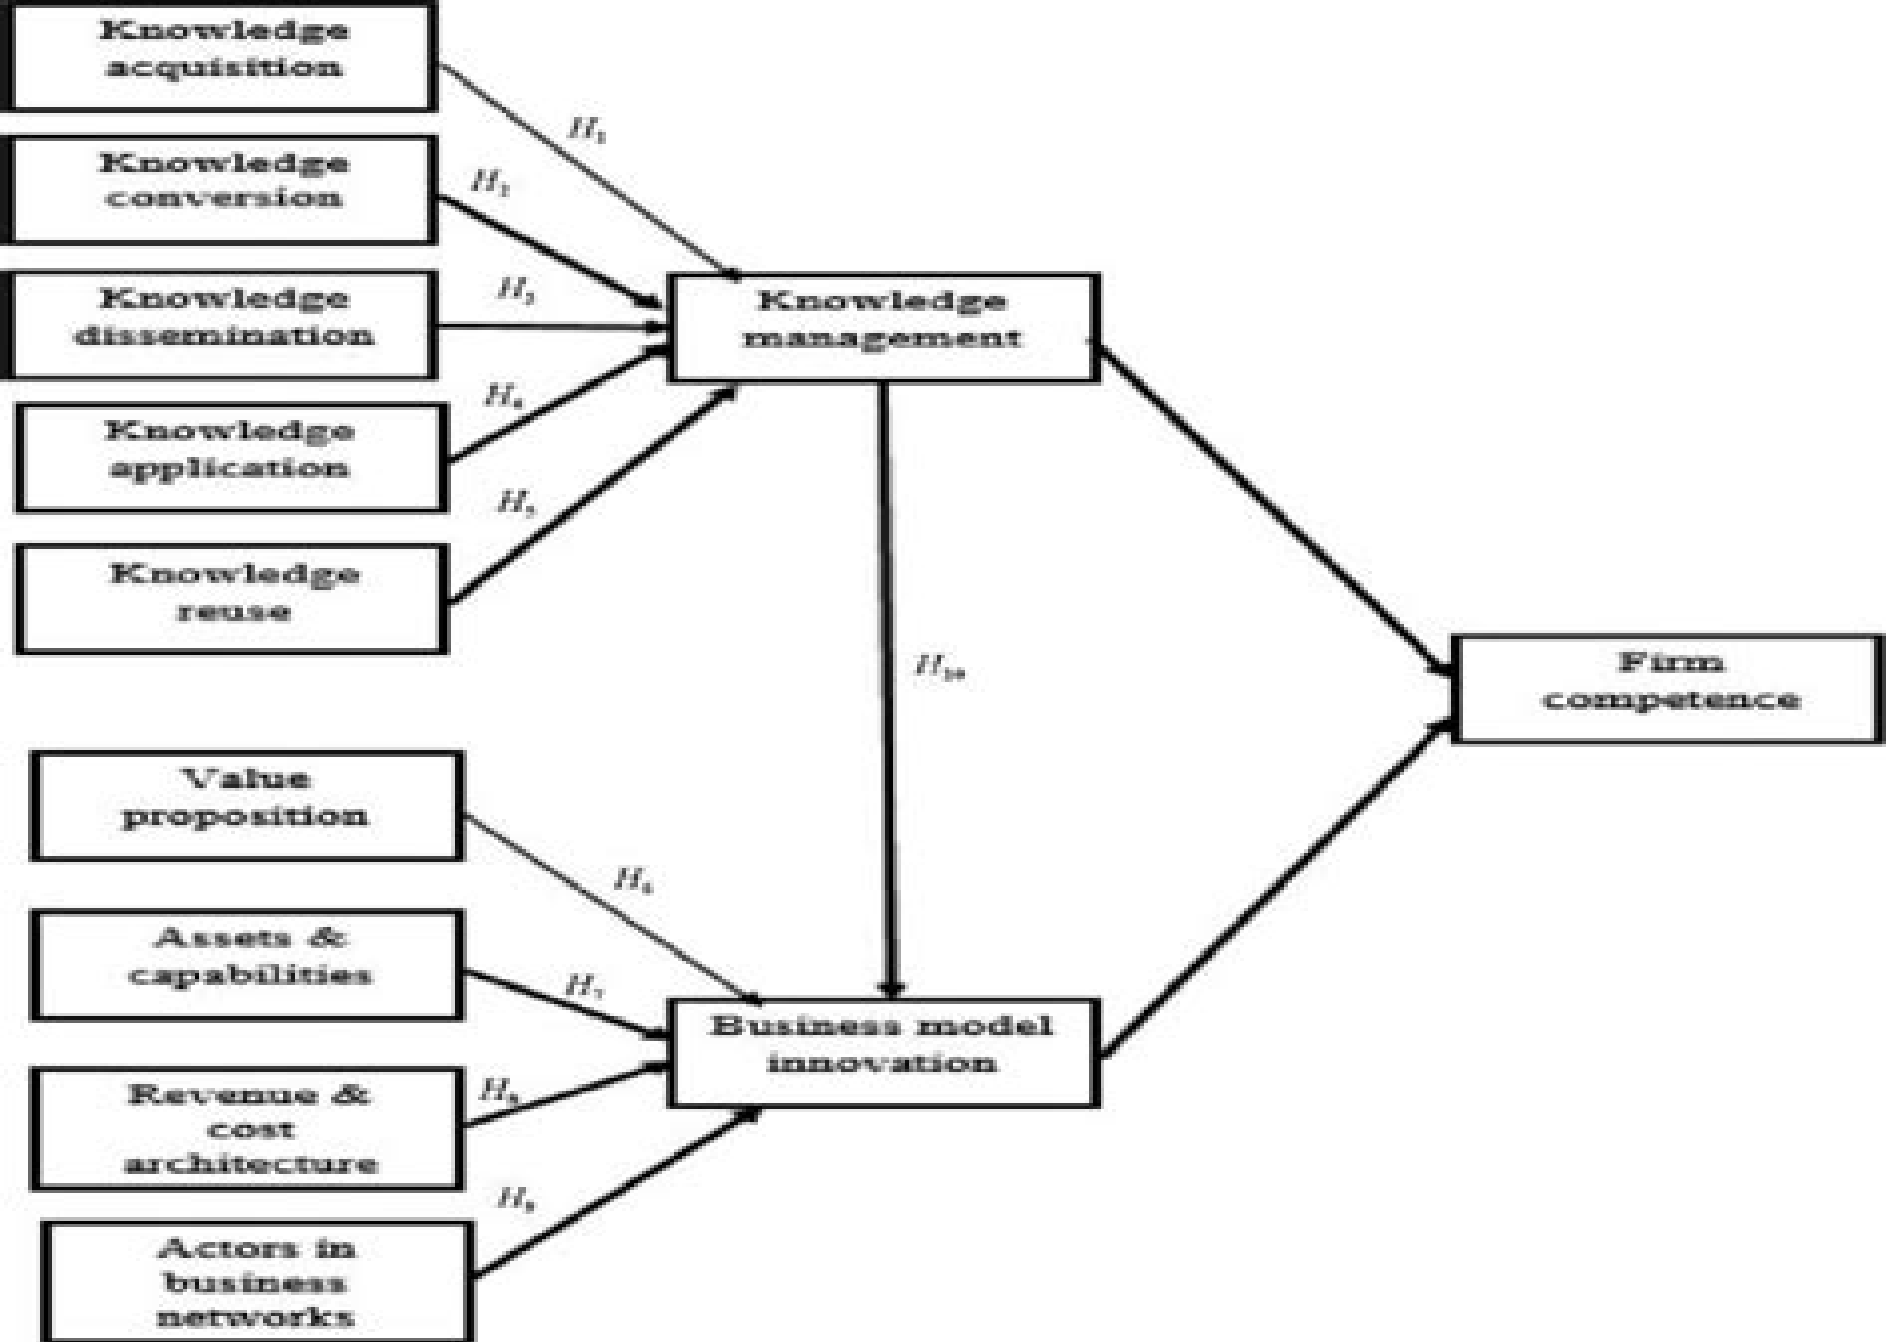 Knowledge
acquisition
H₁
Knowledge
conversion
H₂
Knowledge
dissemination
H₃
Knowledge
management
Knowledge
application
H₄
Knowledge
reuse
H₅
H₁₀
Firm
competence
Value
proposition
H₆
Assets &
capabilities
H₇
Business model
innovation
Revenue &
cost
architecture
H₈
Actors in
business
networks
H₉